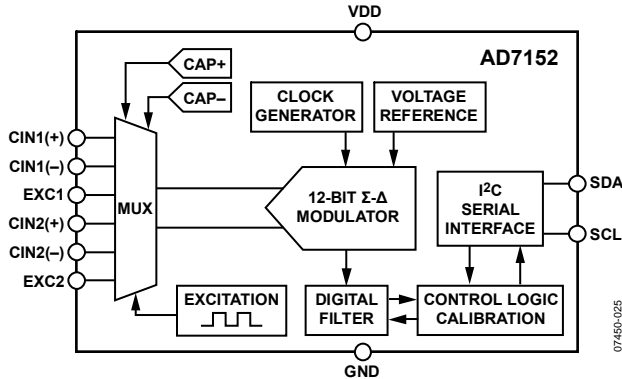 VDD
AD7152
CAP+
CAP–
CLOCK
GENERATOR
VOLTAGE
REFERENCE
CIN1(+)
CIN1(–)
EXC1
CIN2(+)
CIN2(–)
EXC2
MUX
12-BIT Σ-Δ
MODULATOR
I²C
SERIAL
INTERFACE
SDA
SCL
EXCITATION
DIGITAL
FILTER
CONTROL LOGIC
CALIBRATION
GND
07450-025